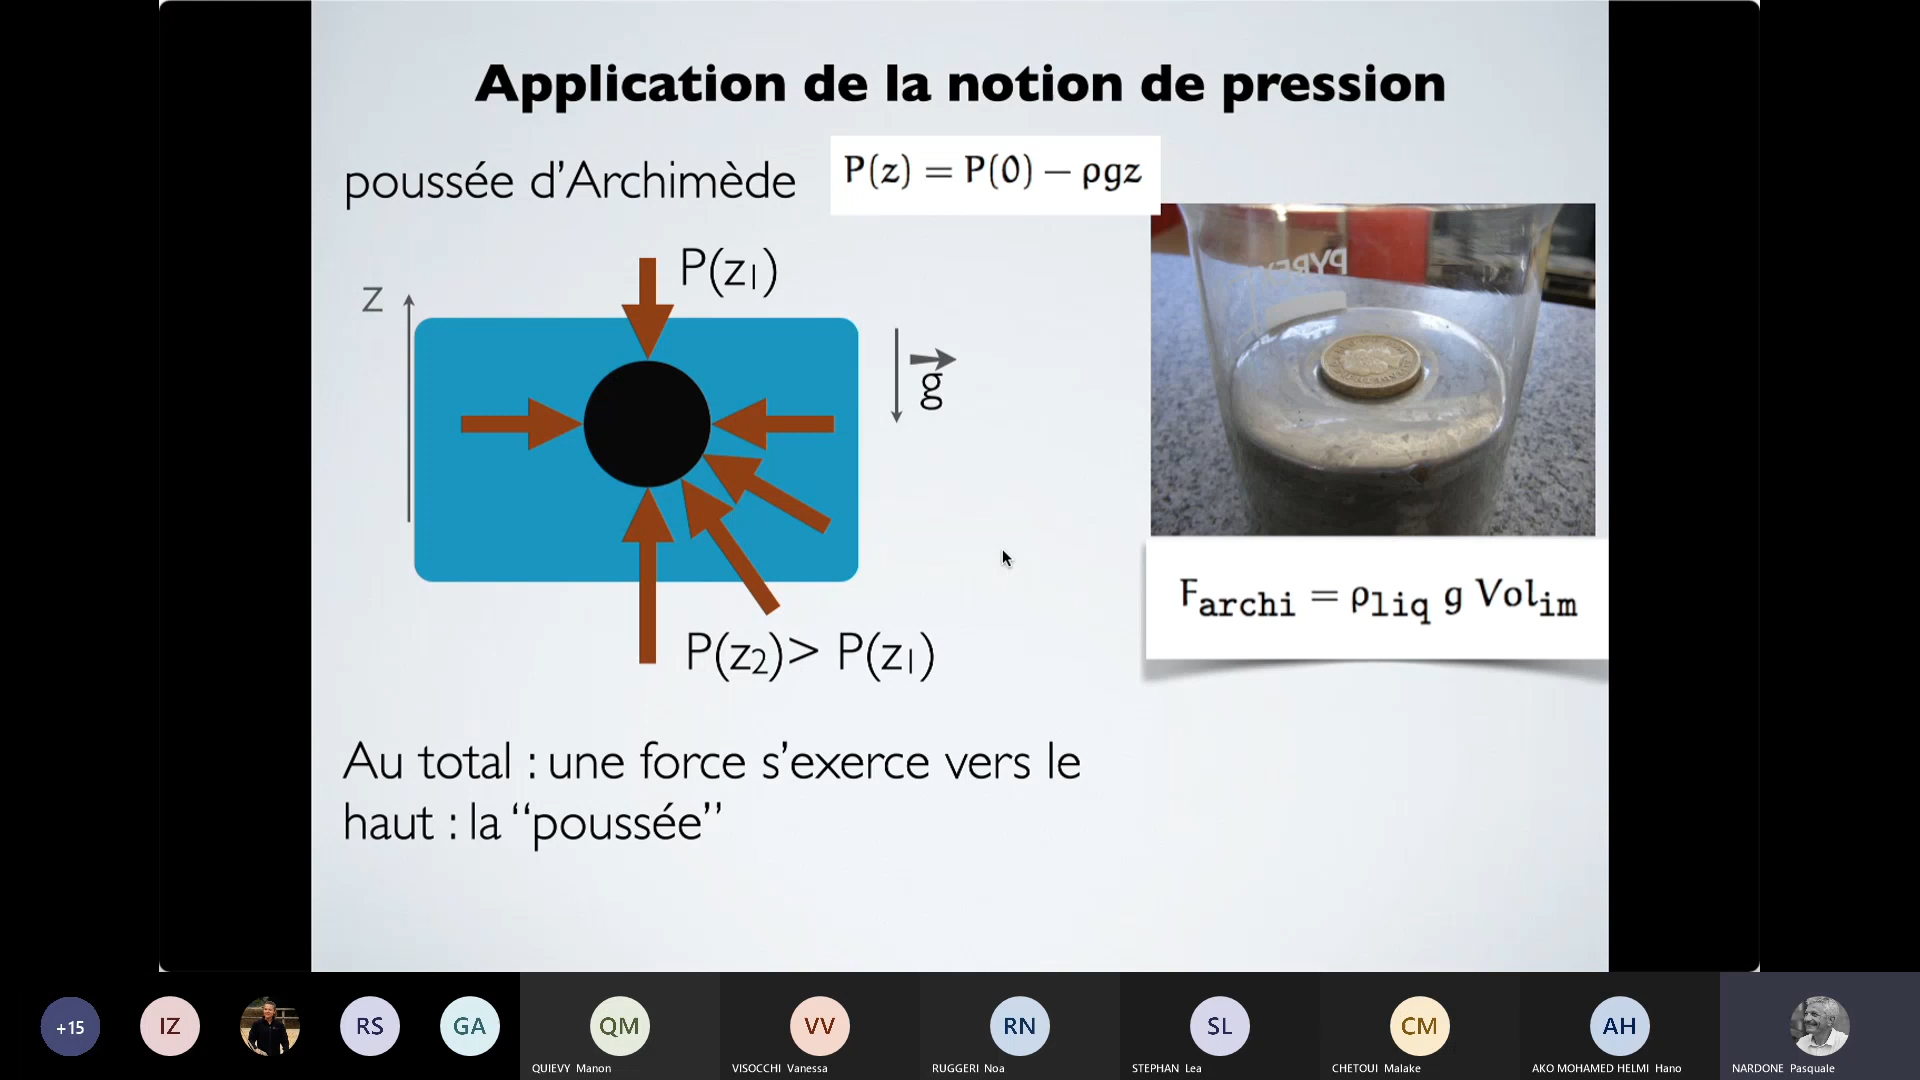 Application de la notion de pression
poussée d'Archimède
P(z) = P(0) − ρgz
P(z1)
z
g
PYREX
P(z2)> P(z1)
Farchi = ρliq g Volim
Au total : une force s'exerce vers le
haut : la “poussée”
+15
IZ
RS
GA
QM
VV
RN
SL
CM
AH
QUIEVY Manon
VISOCCHI Vanessa
RUGGERI Noa
STEPHAN Lea
CHETOUI Malake
AKO MOHAMED HELMI Hano
NARDONE Pasquale